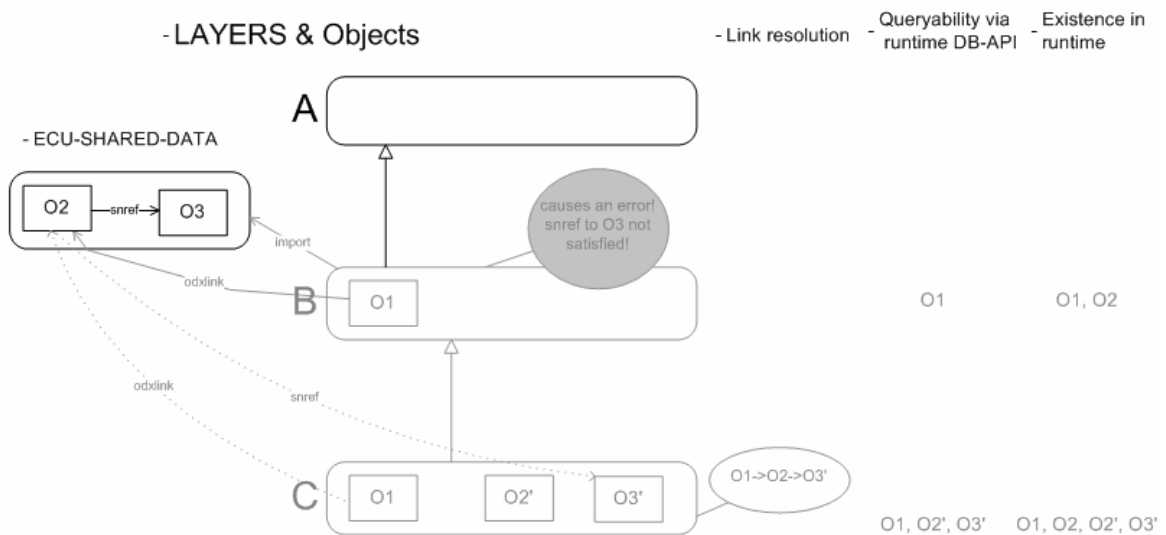 - LAYERS & Objects
- Link resolution
- Queryability via
runtime DB-API
- Existence in
runtime
A
- ECU-SHARED-DATA
O2
snref
O3
causes an error!
snref to O3 not
satisfied!
import
odxlink
B
O1
O1
O1, O2
odxlink
snref
C
O1
O2'
O3'
O1->O2->O3'
O1, O2', O3'
O1, O2, O2', O3'